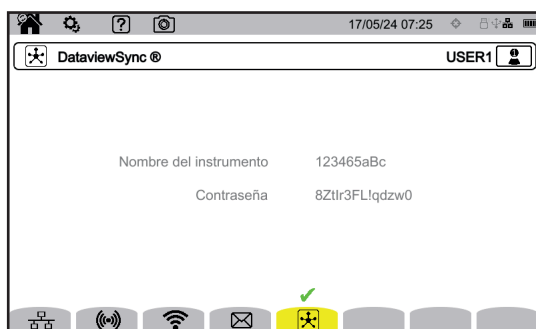 17/05/24 07:25
DataviewSync ® USER1
Nombre del instrumento 123465aBc
Contraseña 8ZtIr3FL!qdzw0